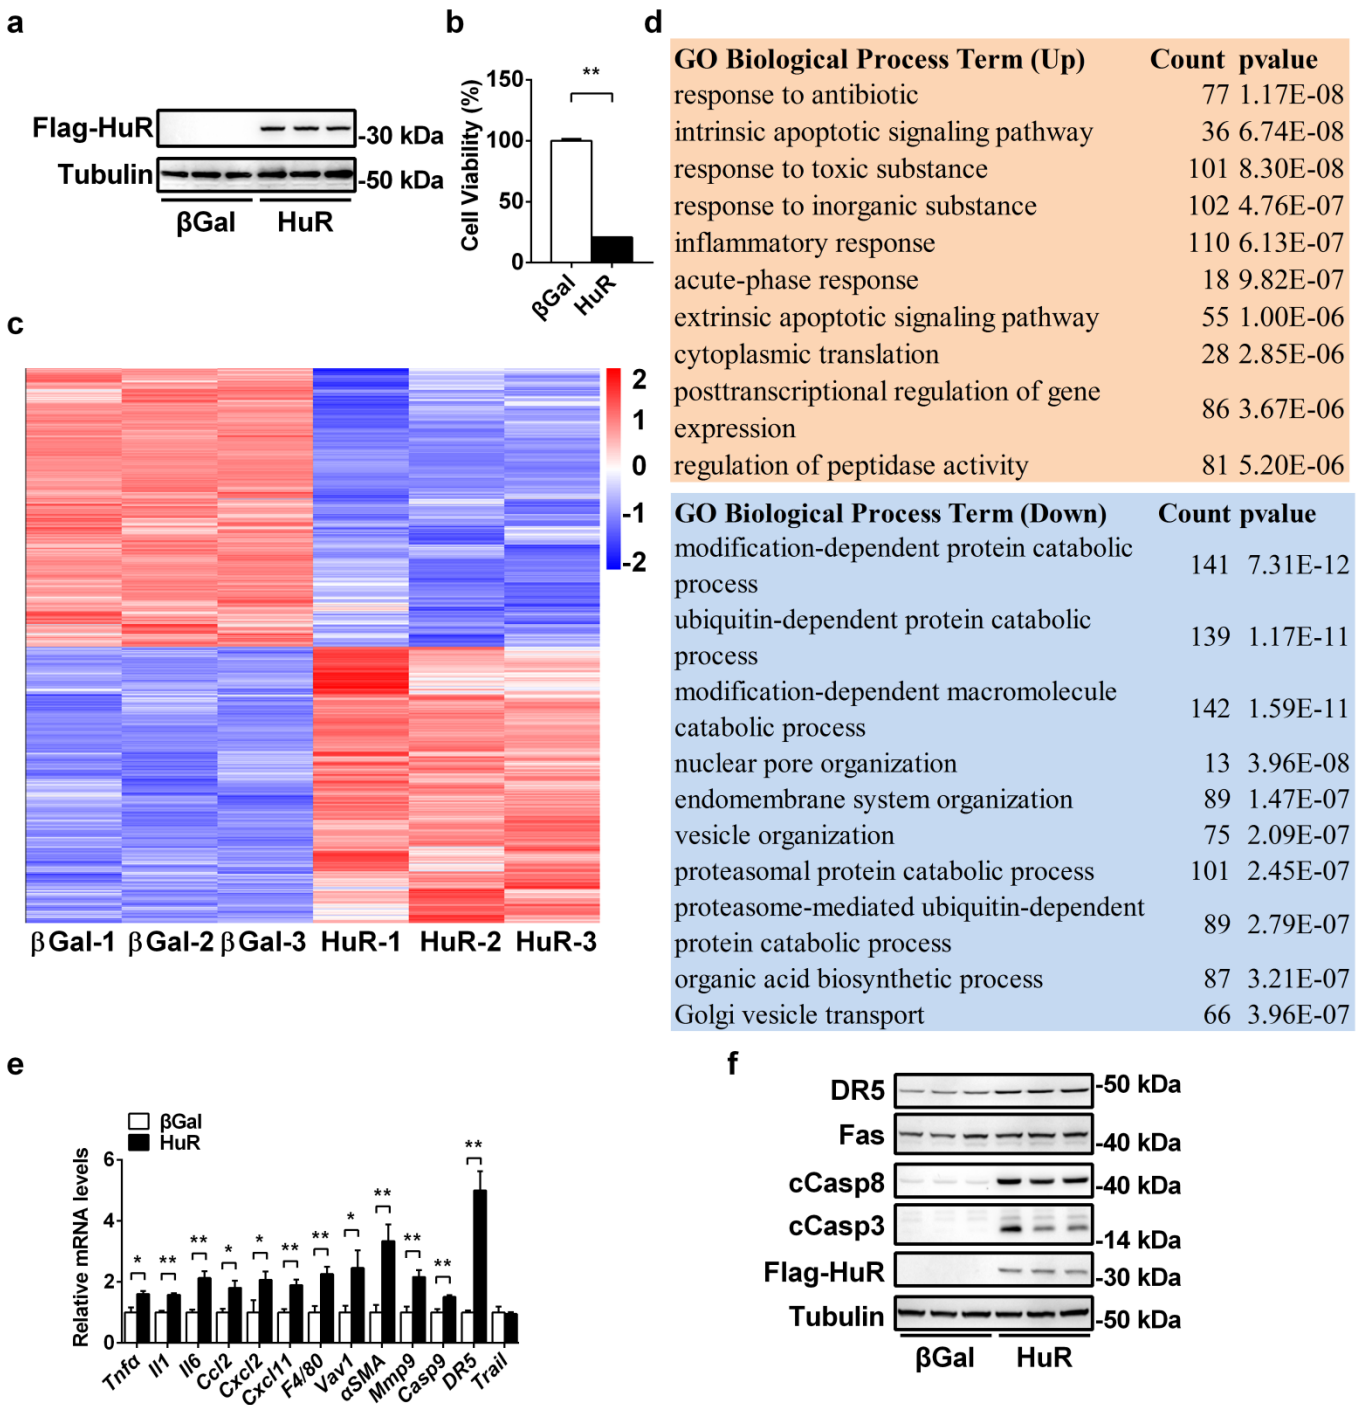 a
Flag-HuR
-30 kDa
Tubulin
-50 kDa
βGal
HuR
b
Cell Viability (%)
150
100
50
0
**
βGal
HuR
c
2
1
0
-1
-2
βGal-1
βGal-2
βGal-3
HuR-1
HuR-2
HuR-3
d
GO Biological Process Term (Up) Count pvalue
response to antibiotic 77 1.17E-08
intrinsic apoptotic signaling pathway 36 6.74E-08
response to toxic substance 101 8.30E-08
response to inorganic substance 102 4.76E-07
inflammatory response 110 6.13E-07
acute-phase response 18 9.82E-07
extrinsic apoptotic signaling pathway 55 1.00E-06
cytoplasmic translation 28 2.85E-06
posttranscriptional regulation of gene
expression 86 3.67E-06
regulation of peptidase activity 81 5.20E-06
GO Biological Process Term (Down) Count pvalue
modification-dependent protein catabolic
process 141 7.31E-12
ubiquitin-dependent protein catabolic
process 139 1.17E-11
modification-dependent macromolecule
catabolic process 142 1.59E-11
nuclear pore organization 13 3.96E-08
endomembrane system organization 89 1.47E-07
vesicle organization 75 2.09E-07
proteasomal protein catabolic process 101 2.45E-07
proteasome-mediated ubiquitin-dependent
protein catabolic process 89 2.79E-07
organic acid biosynthetic process 87 3.21E-07
Golgi vesicle transport 66 3.96E-07
e
βGal
HuR
Relative mRNA levels
6
4
2
0
* ** ** * * ** ** * ** ** ** **
Tnfα
Il1
Il6
Ccl2
Cxcl2
Cxcl11
F4/80
Vav1
αSMA
Mmp9
Casp9
DR5
Trail
f
DR5
-50 kDa
Fas
-40 kDa
cCasp8
-40 kDa
cCasp3
-14 kDa
Flag-HuR
-30 kDa
Tubulin
-50 kDa
βGal
HuR